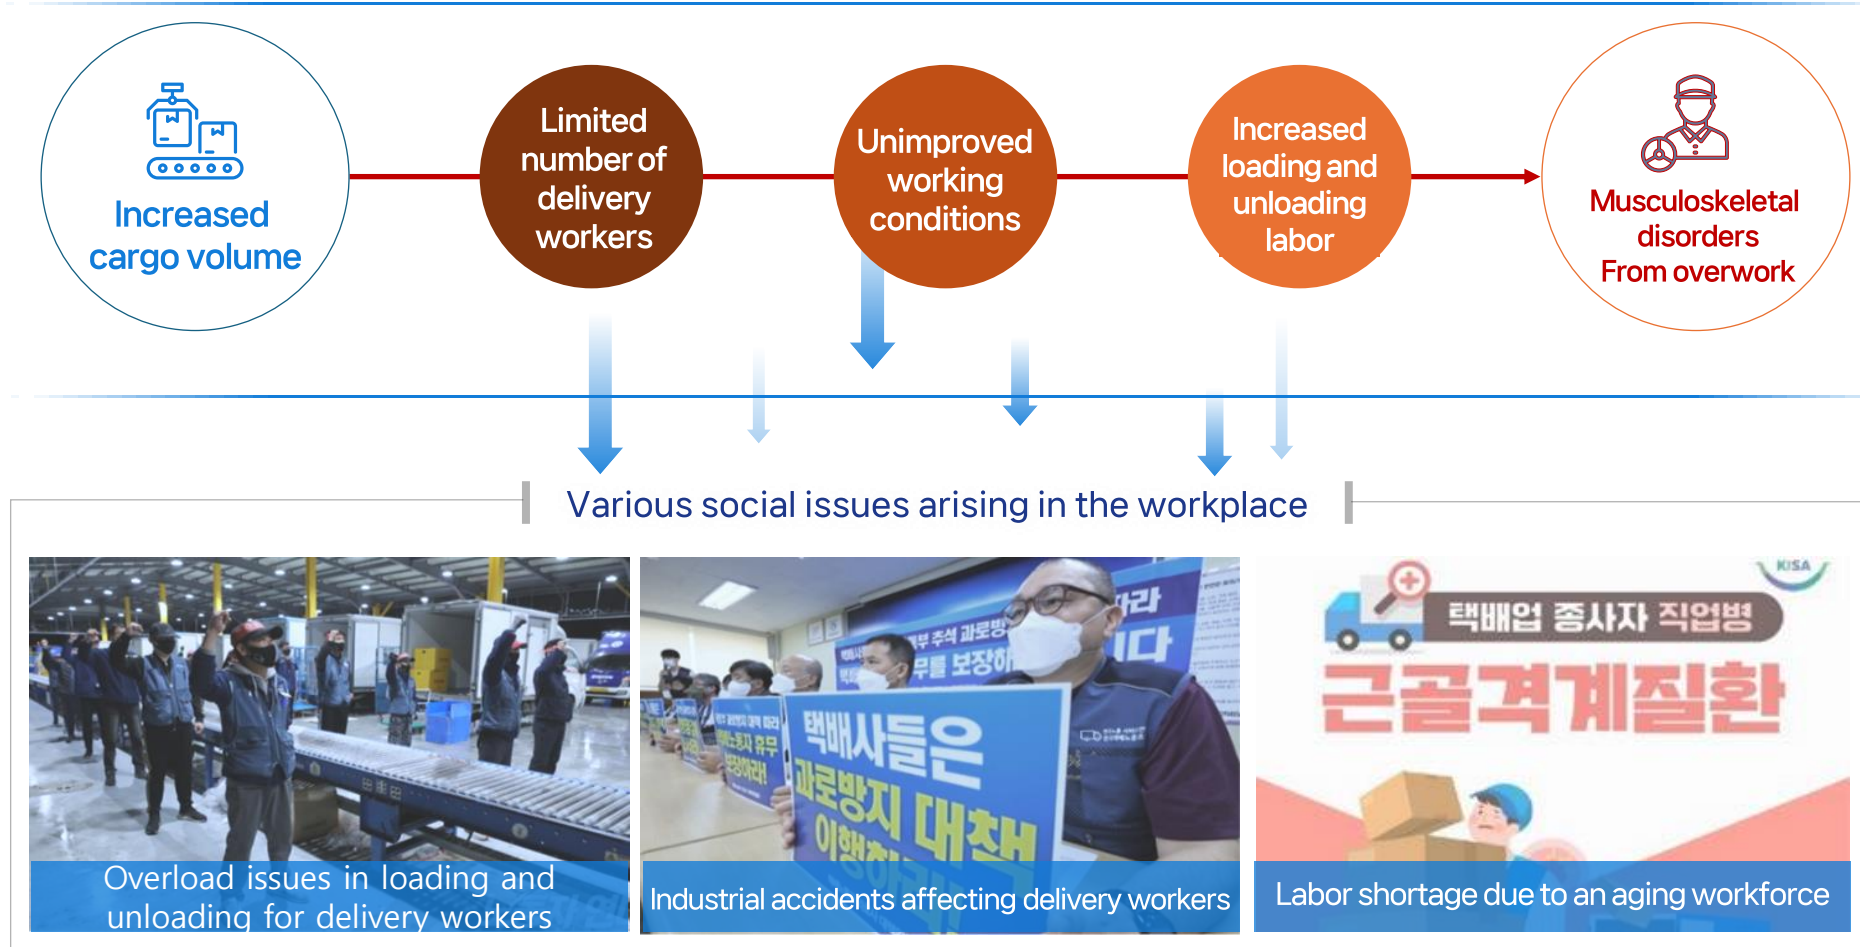 Increased
cargo volume
Limited
number of
delivery
workers
Unimproved
working
conditions
Increased
loading and
unloading
labor
Musculoskeletal
disorders
From overwork
Various social issues arising in the workplace
Overload issues in loading and
unloading for delivery workers
택배사들은
과로방지 대책
보장하라!
무를 보장하
Industrial accidents affecting delivery workers
KISA
택배업 종사자 직업병
근골격계질환
Labor shortage due to an aging workforce